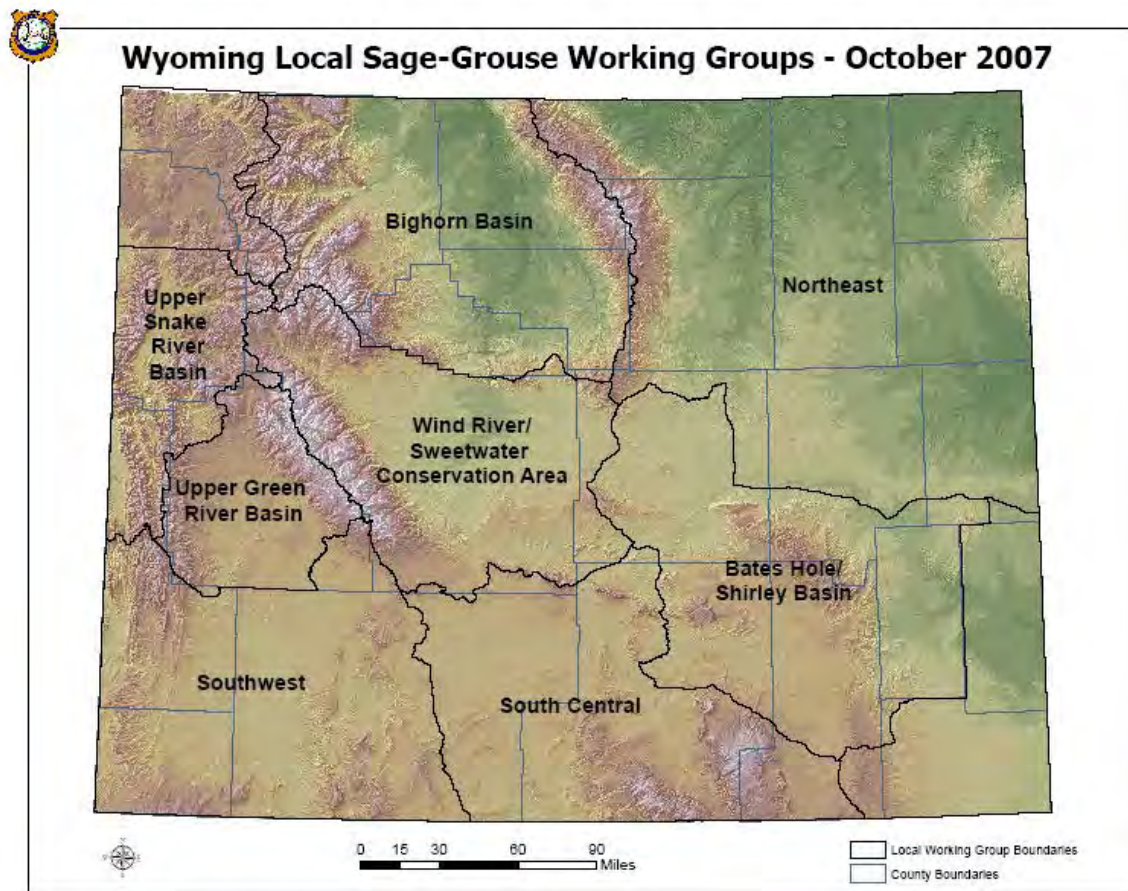 Wyoming Local Sage-Grouse Working Groups - October 2007
Bighorn Basin
Northeast
Upper
Snake
River
Basin
Wind River/
Sweetwater
Conservation Area
Upper Green
River Basin
Bates Hole/
Shirley Basin
Southwest
South Central
0 15 30 60 90
Miles
Local Working Group Boundaries
County Boundaries